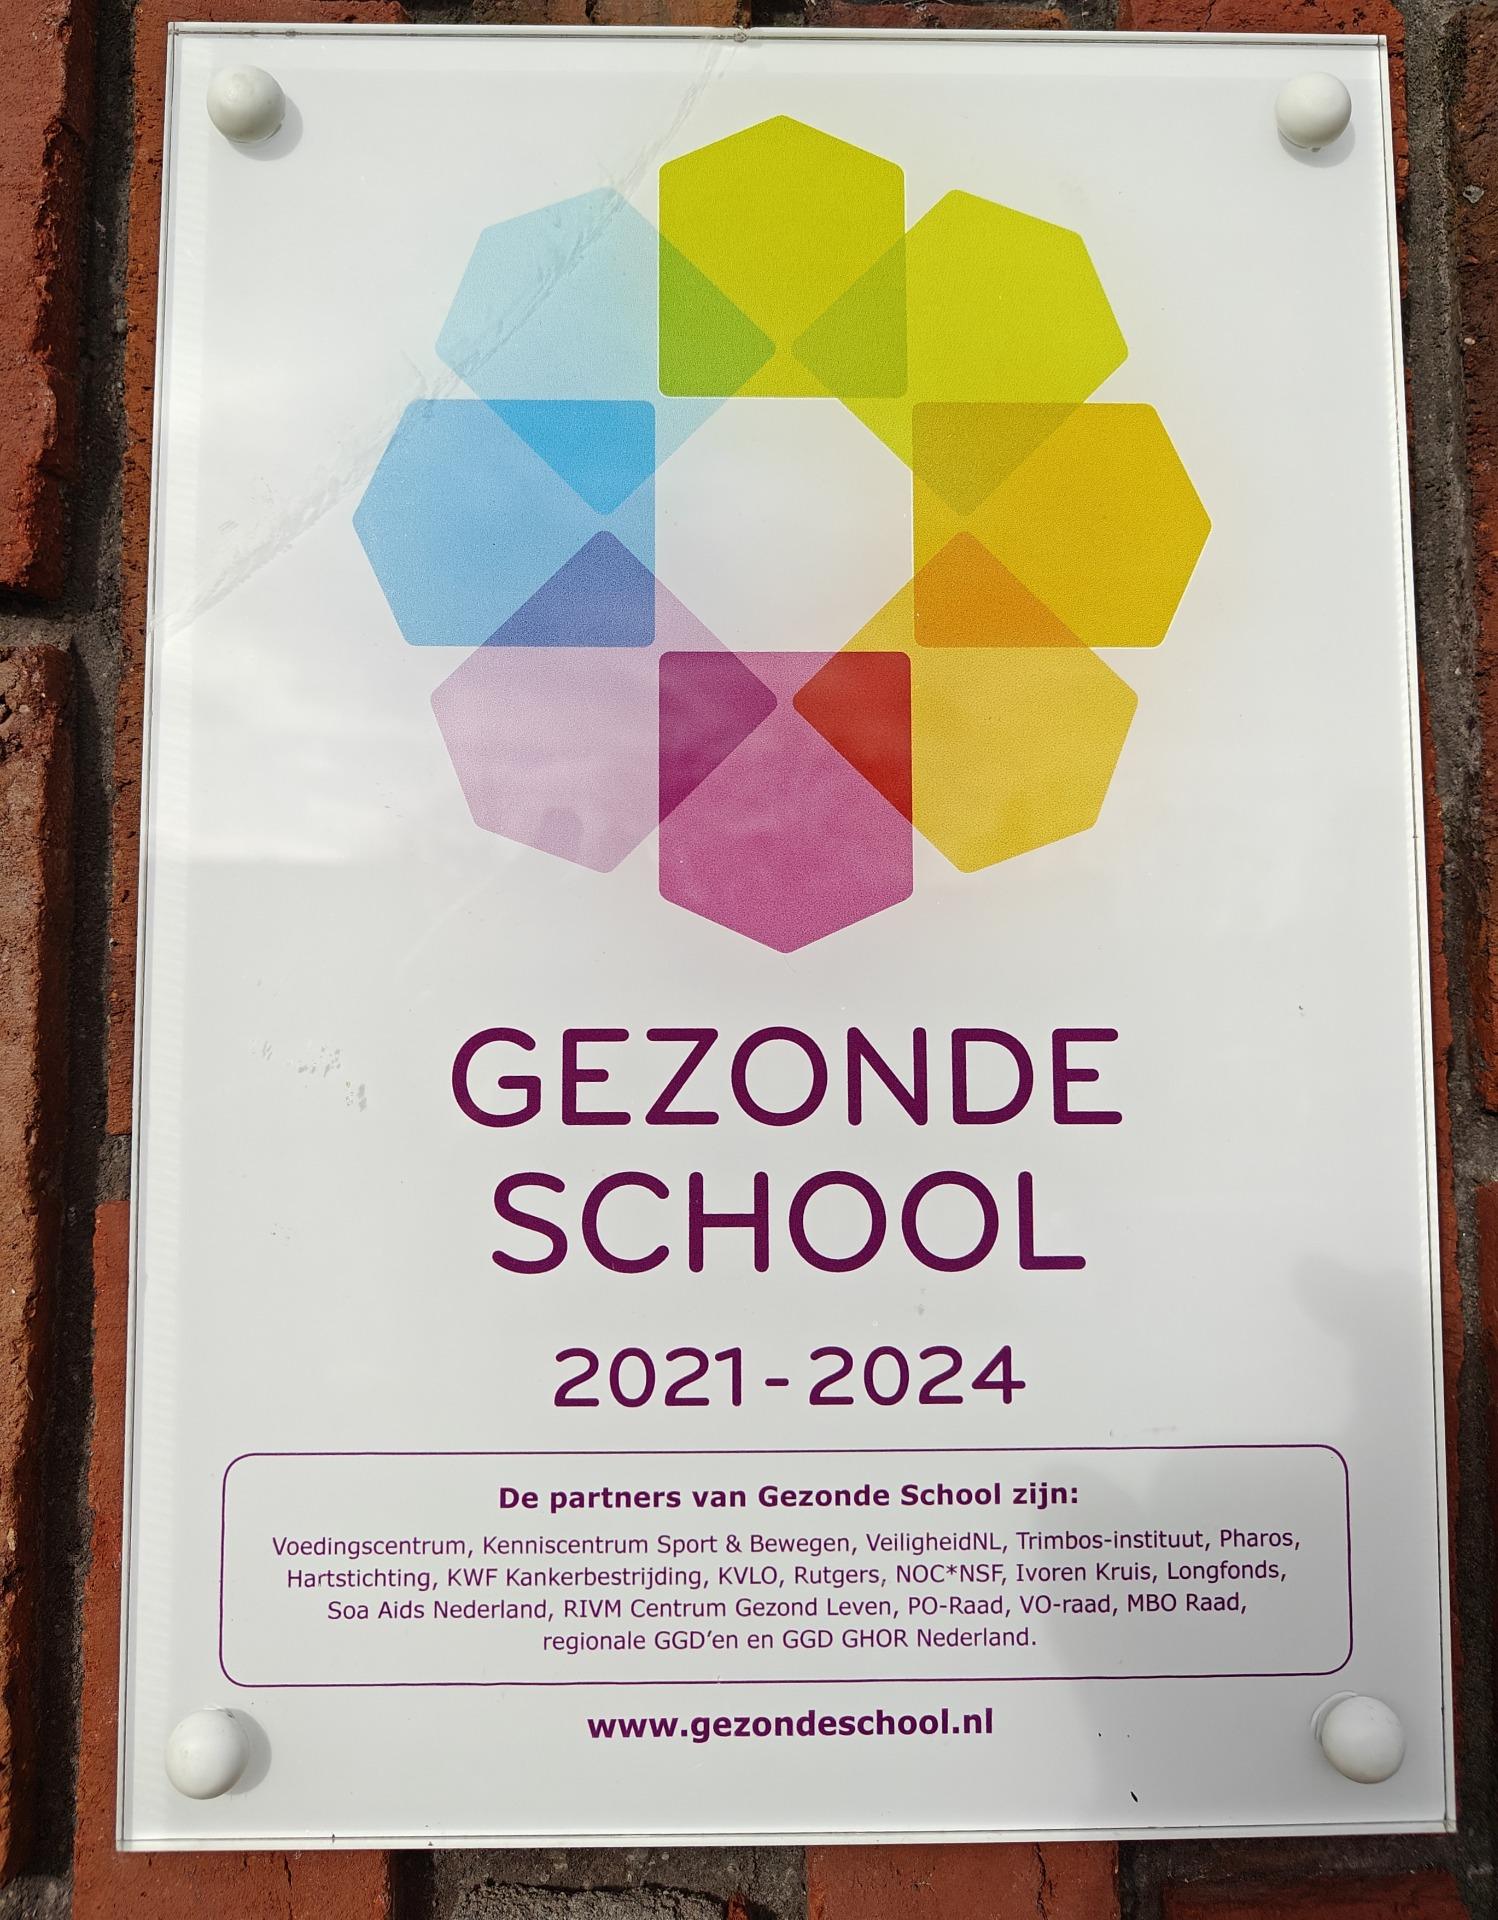 GEZONDE
SCHOOL
2021-2024
De partners van Gezonde School zijn:
Voedingscentrum, Kenniscentrum Sport & Bewegen, VeiligheidNL, Trimbos-instituut, Pharos,
Hartstichting, KWF Kankerbestrijding, KVLO, Rutgers, NOC*NSF, Ivoren Kruis, Longfonds,
Soa Aids Nederland, RIVM Centrum Gezond Leven, PO-Raad, VO-raad, MBO Raad,
regionale GGD’en en GGD GHOR Nederland.
www.gezondeschool.nl